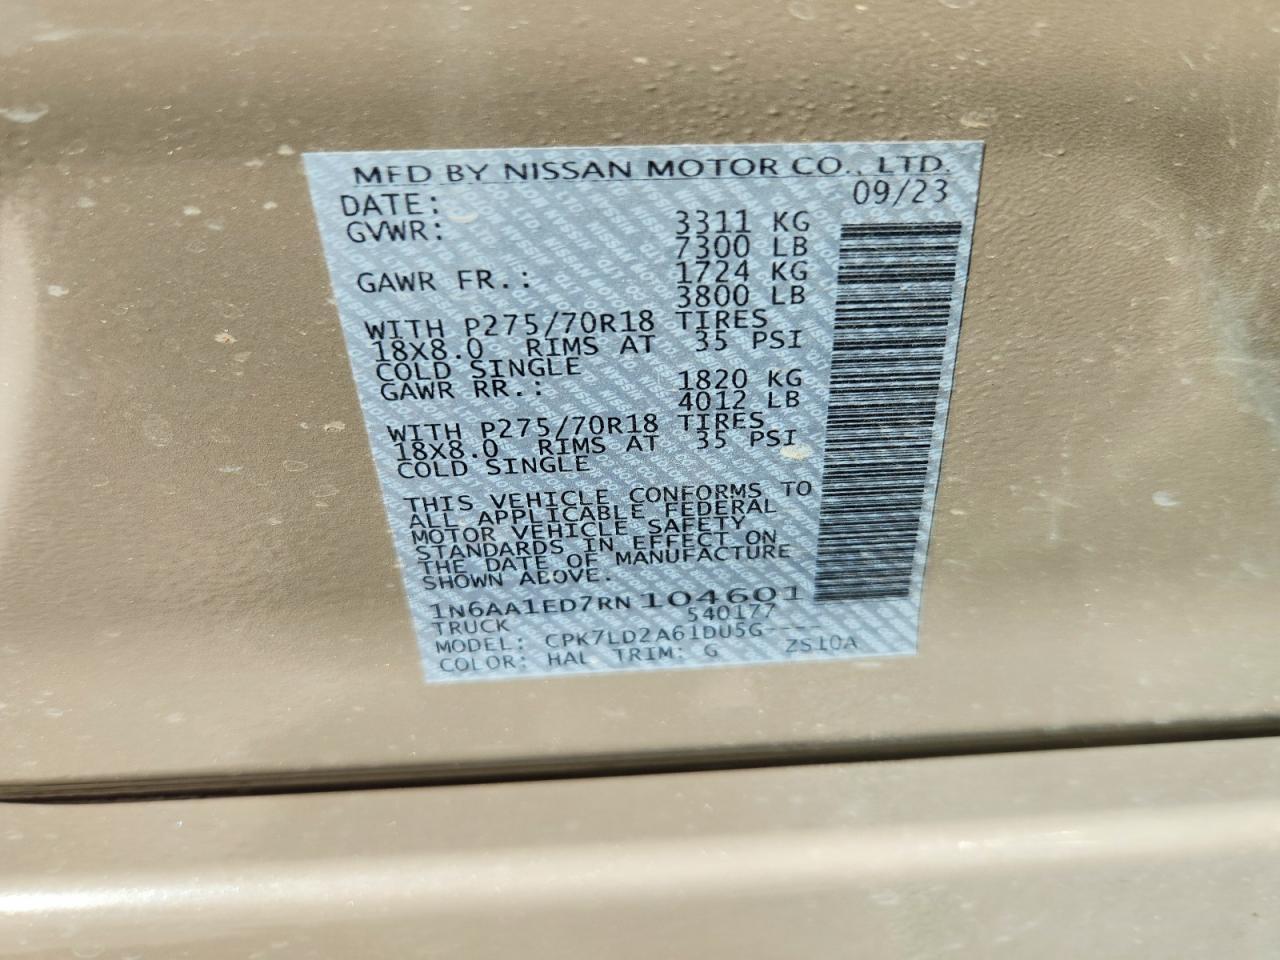 MFD BY NISSAN MOTOR CO., LTD.
DATE: 09/23
GVWR: 3311 KG
7300 LB
GAWR FR.: 1724 KG
3800 LB
WITH P275/70R18 TIRES,
18X8.0 RIMS AT 35 PSI
COLD SINGLE
GAWR RR.: 1820 KG
4012 LB
WITH P275/70R18 TIRES,
18X8.0 RIMS AT 35 PSI
COLD SINGLE
THIS VEHICLE CONFORMS TO
ALL APPLICABLE FEDERAL
MOTOR VEHICLE SAFETY
STANDARDS IN EFFECT ON
THE DATE OF MANUFACTURE
SHOWN ABOVE.
1N6AA1ED7RN104601
TRUCK 540177
MODEL: CPK7LD2A61DU5G----
COLOR: HAL TRIM: G ZS10A